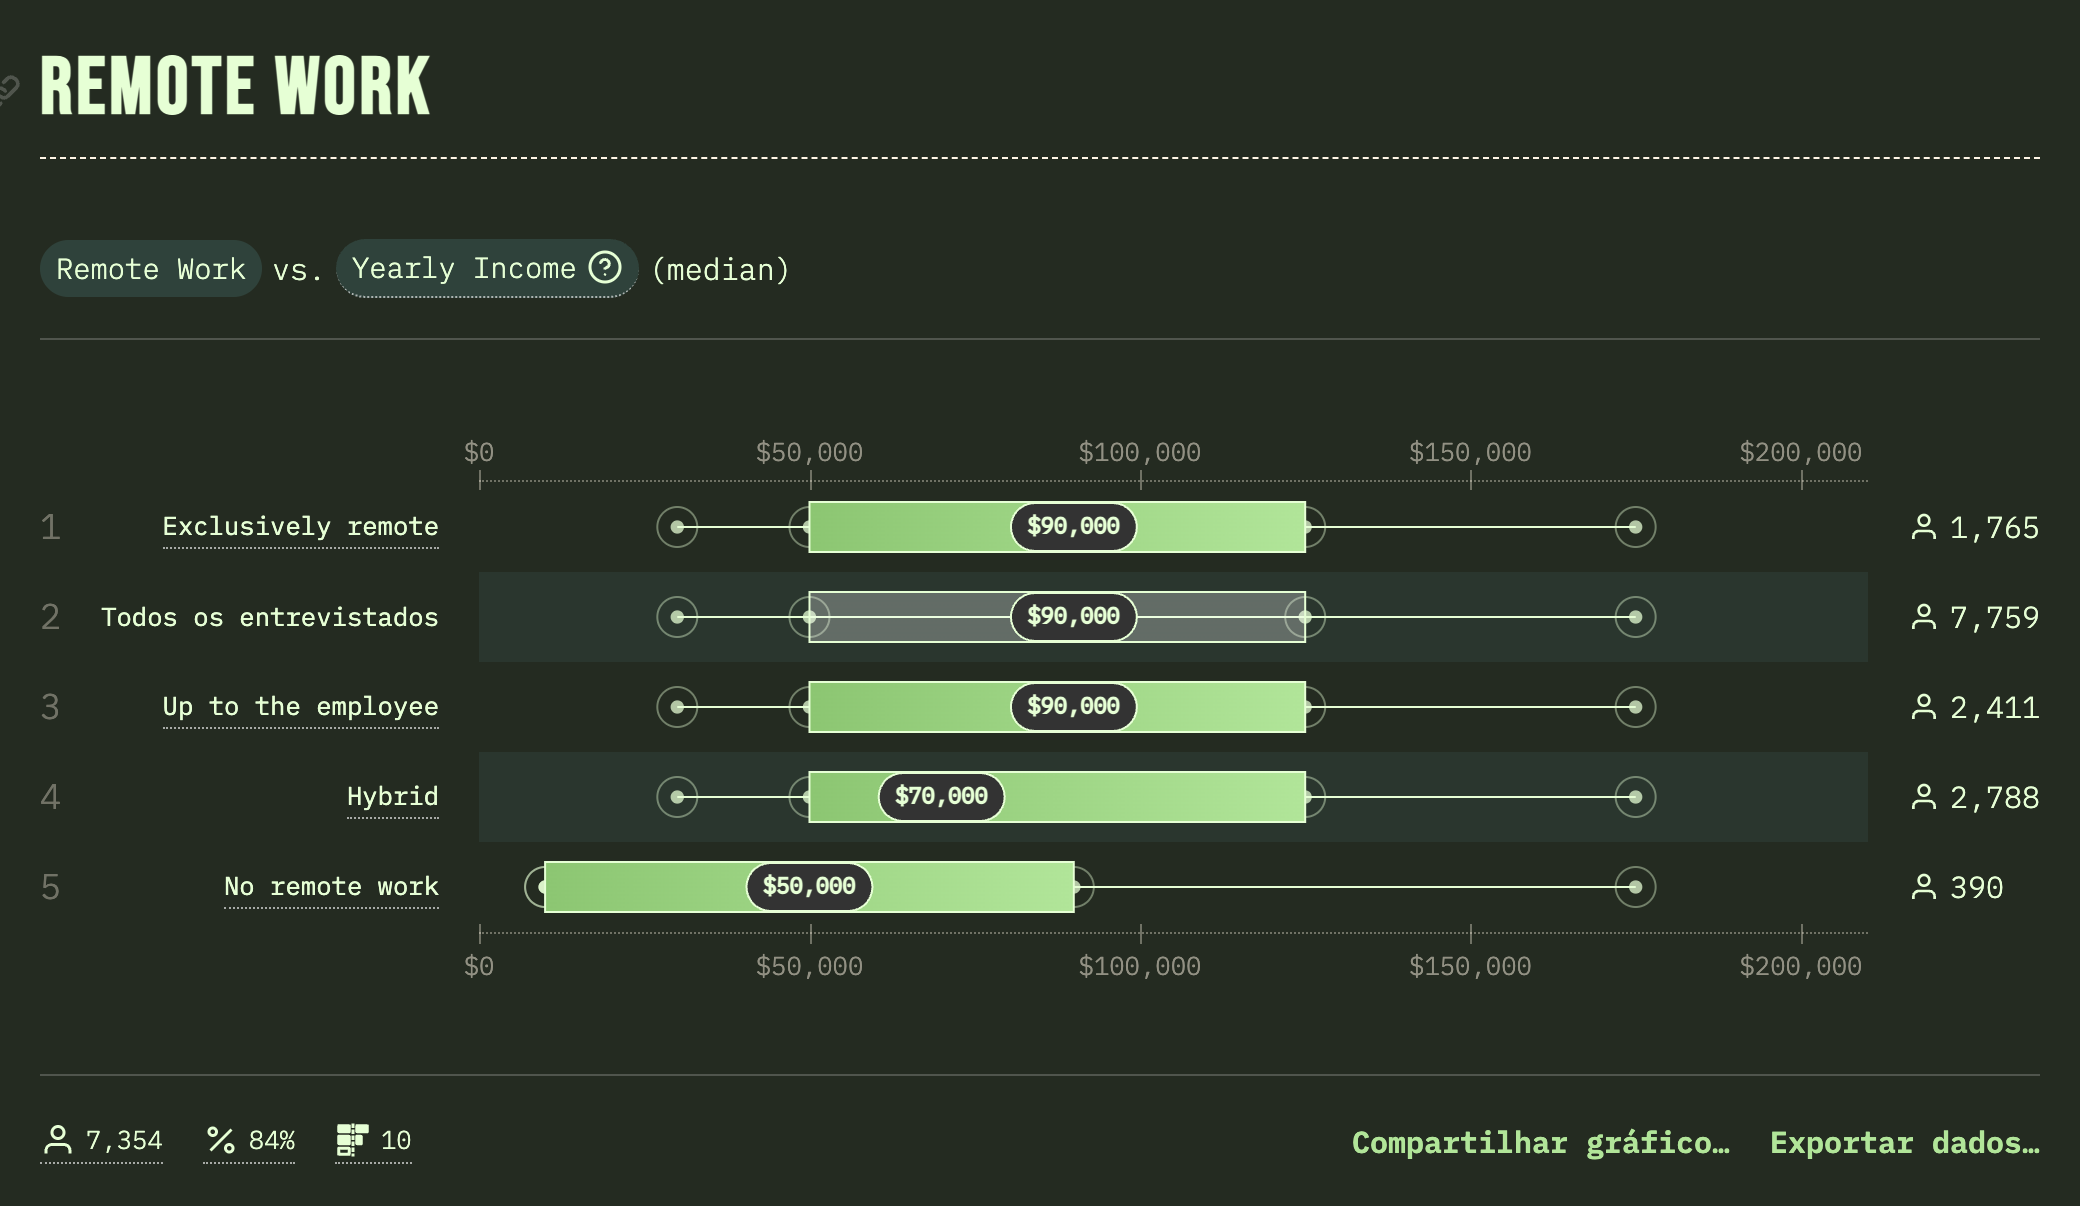 REMOTE WORK
Remote Work vs. Yearly Income (median)
$0 $50,000 $100,000 $150,000 $200,000
1 Exclusively remote $90,000 1,765
2 Todos os entrevistados $90,000 7,759
3 Up to the employee $90,000 2,411
4 Hybrid $70,000 2,788
5 No remote work $50,000 390
$0 $50,000 $100,000 $150,000 $200,000
7,354 84% 10 Compartilhar gráfico… Exportar dados…